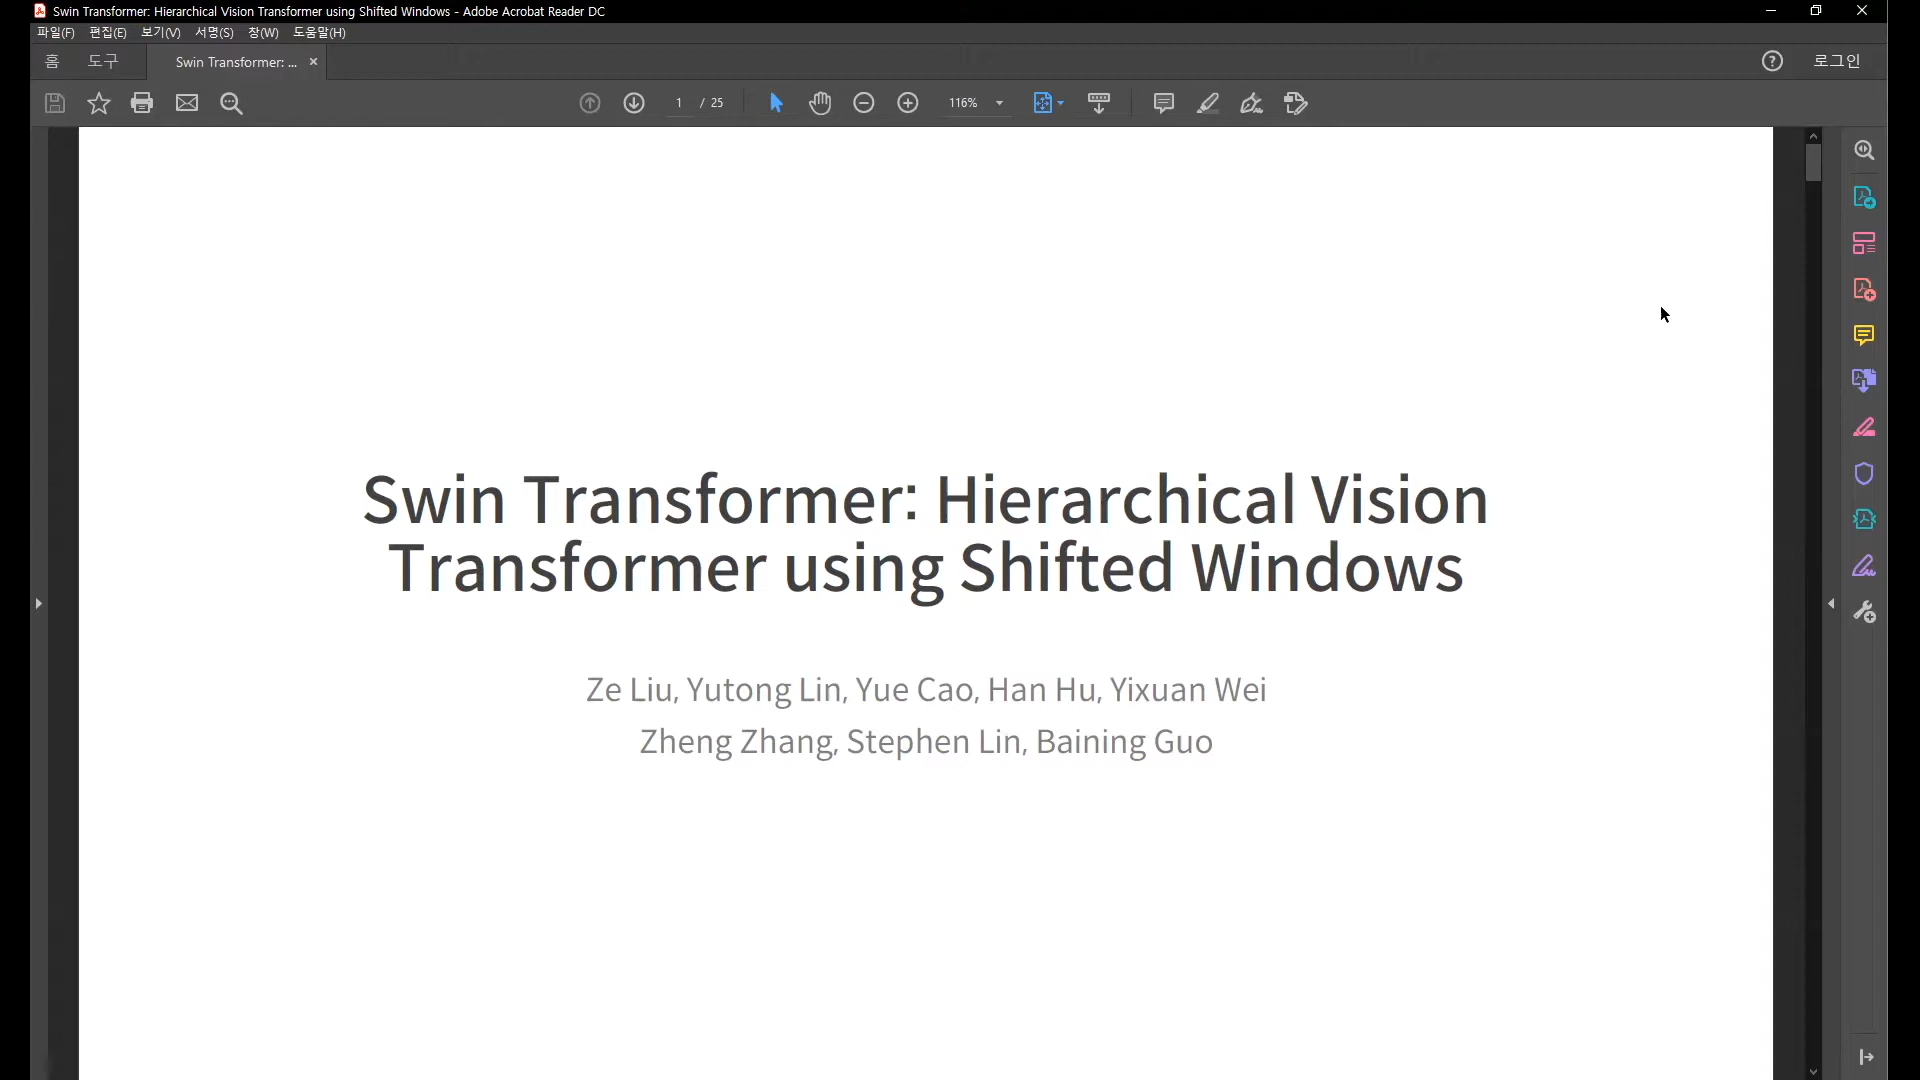 Swin Transformer: Hierarchical Vision Transformer using Shifted Windows - Adobe Acrobat Reader DC
파일(F) 편집(E) 보기(V) 서명(S) 창(W) 도움말(H)
홈 도구 Swin Transformer: ... × ? 로그인
1 / 25 116%
Swin Transformer: Hierarchical Vision
Transformer using Shifted Windows
Ze Liu, Yutong Lin, Yue Cao, Han Hu, Yixuan Wei
Zheng Zhang, Stephen Lin, Baining Guo